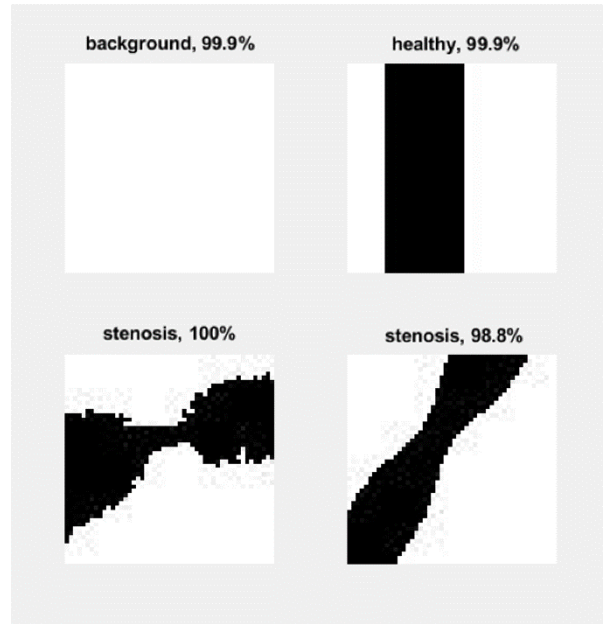 background, 99.9%
healthy, 99.9%
stenosis, 100%
stenosis, 98.8%